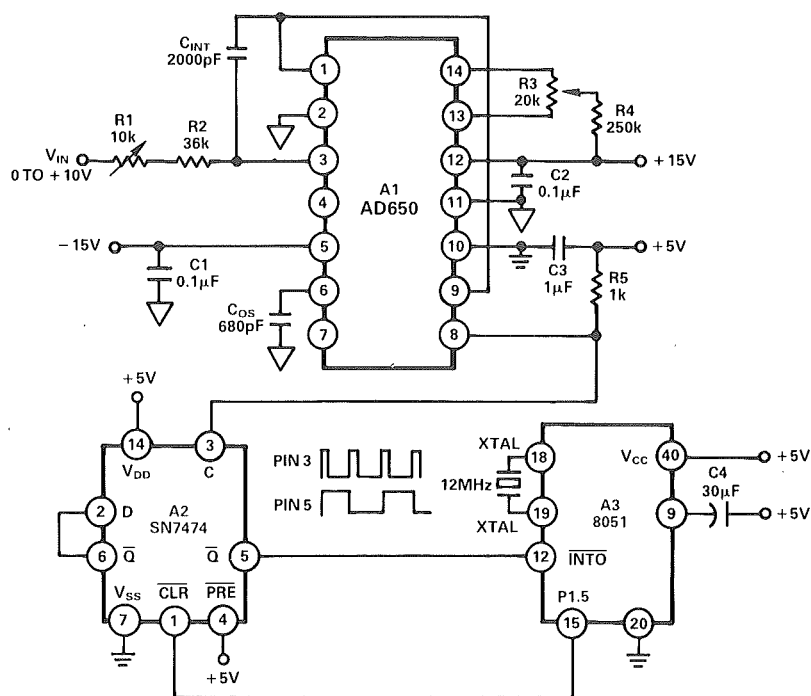 CINT
2000pF
1
2
3
4
5
6
7
14
13
12
11
10
9
8
A1
AD650
R1
10k
R2
36k
VIN
0 TO +10V
R3
20k
R4
250k
+15V
C2
0.1μF
−15V
C1
0.1μF
COS
680pF
C3
1μF
+5V
R5
1k
+5V
14
VDD
3
C
2
D
A2
SN7474
6
Q
Q
5
VSS
CLR
PRE
7
1
4
+5V
PIN 3
PIN 5
XTAL
18
12MHz
19
XTAL
12
INTO
P1.5
15
20
A3
8051
VCC
40
+5V
C4
30μF
9
+5V